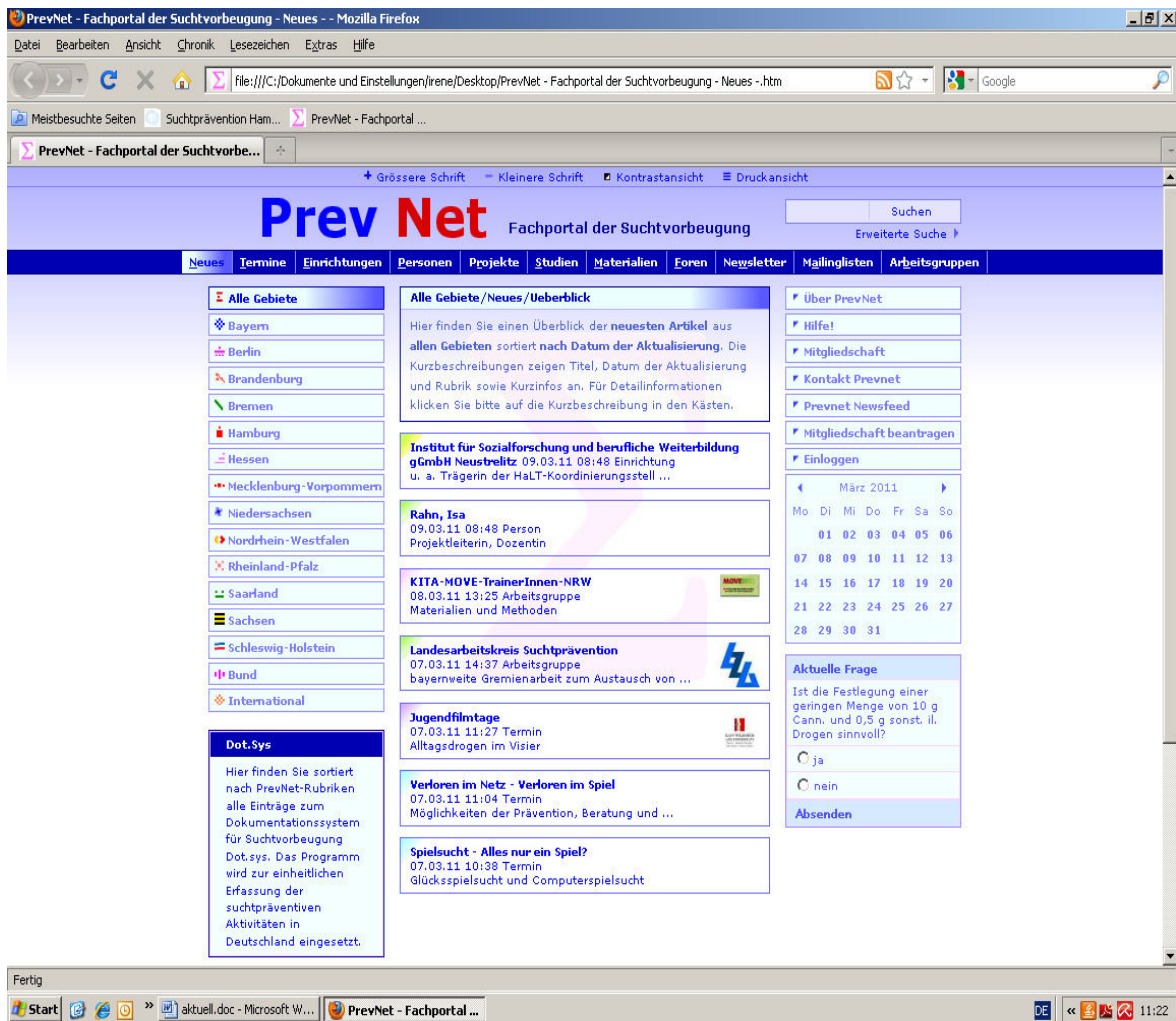 PrevNet - Fachportal der Suchtvorbeugung - Neues - - Mozilla Firefox
Datei Bearbeiten Ansicht Chronik Lesezeichen Extras Hilfe
file:///C:/Dokumente und Einstellungen/irene/Desktop/PrevNet - Fachportal der Suchtvorbeugung - Neues -.htm
Google
Meistbesuchte Seiten Suchtprävention Ham... PrevNet - Fachportal ...
PrevNet - Fachportal der Suchtvorbe...
+ Grössere Schrift − Kleinere Schrift Kontrastansicht Druckansicht
Prev Net Fachportal der Suchtvorbeugung
Suchen
Erweiterte Suche
Neues Termine Einrichtungen Personen Projekte Studien Materialien Foren Newsletter Mailinglisten Arbeitsgruppen
Alle Gebiete
Bayern
Berlin
Brandenburg
Bremen
Hamburg
Hessen
Mecklenburg-Vorpommern
Niedersachsen
Nordrhein-Westfalen
Rheinland-Pfalz
Saarland
Sachsen
Schleswig-Holstein
Bund
International
Dot.Sys
Hier finden Sie sortiert
nach PrevNet-Rubriken
alle Einträge zum
Dokumentationssystem
für Suchtvorbeugung
Dot.sys. Das Programm
wird zur einheitlichen
Erfassung der
suchtpräventiven
Aktivitäten in
Deutschland eingesetzt.
Alle Gebiete/Neues/Ueberblick
Hier finden Sie einen Überblick der neuesten Artikel aus
allen Gebieten sortiert nach Datum der Aktualisierung. Die
Kurzbeschreibungen zeigen Titel, Datum der Aktualisierung
und Rubrik sowie Kurzinfos an. Für Detailinformationen
klicken Sie bitte auf die Kurzbeschreibung in den Kästen.
Institut für Sozialforschung und berufliche Weiterbildung
gGmbH Neustrelitz 09.03.11 08:48 Einrichtung
u. a. Trägerin der HaLT-Koordinierungsstell ...
Rahn, Isa
09.03.11 08:48 Person
Projektleiterin, Dozentin
KITA-MOVE-TrainerInnen-NRW
08.03.11 13:25 Arbeitsgruppe
Materialien und Methoden
MOVE
Landesarbeitskreis Suchtprävention
07.03.11 14:37 Arbeitsgruppe
bayernweite Gremienarbeit zum Austausch von ...
Jugendfilmtage
07.03.11 11:27 Termin
Alltagsdrogen im Visier
Verloren im Netz - Verloren im Spiel
07.03.11 11:04 Termin
Möglichkeiten der Prävention, Beratung und ...
Spielsucht - Alles nur ein Spiel?
07.03.11 10:38 Termin
Glücksspielsucht und Computerspielsucht
Über PrevNet
Hilfe!
Mitgliedschaft
Kontakt Prevnet
Prevnet Newsfeed
Mitgliedschaft beantragen
Einloggen
März 2011
Mo Di Mi Do Fr Sa So
01 02 03 04 05 06
07 08 09 10 11 12 13
14 15 16 17 18 19 20
21 22 23 24 25 26 27
28 29 30 31
Aktuelle Frage
Ist die Festlegung einer
geringen Menge von 10 g
Cann. und 0,5 g sonst. il.
Drogen sinnvoll?
ja
nein
Absenden
Fertig
Start » aktuell.doc - Microsoft W... PrevNet - Fachportal ... DE « 11:22